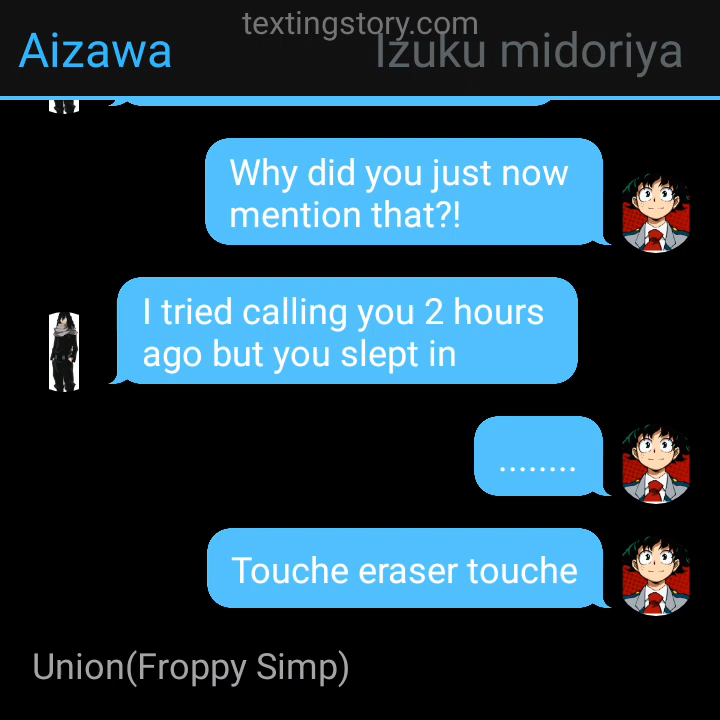 textingstory.com
Aizawa
Izuku midoriya
Why did you just now
mention that?!
I tried calling you 2 hours
ago but you slept in
........
Touche eraser touche
Union(Froppy Simp)